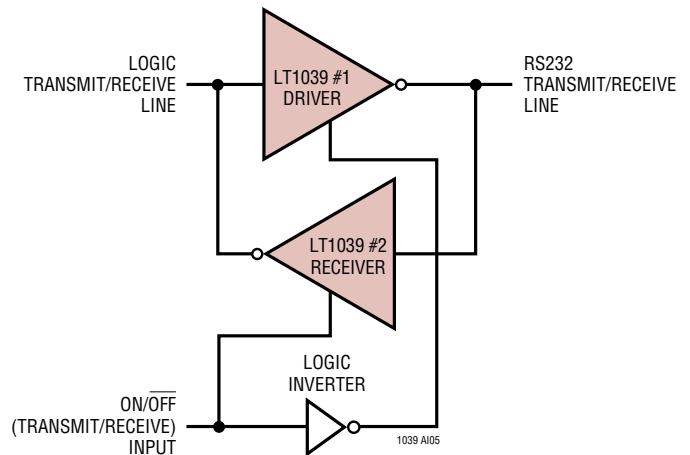 LOGIC
TRANSMIT/RECEIVE
LINE
LT1039 #1
DRIVER
RS232
TRANSMIT/RECEIVE
LINE
LT1039 #2
RECEIVER
LOGIC
INVERTER
ON/O̅F̅F̅
(TRANSMIT/RECEIVE)
INPUT
1039 AI05